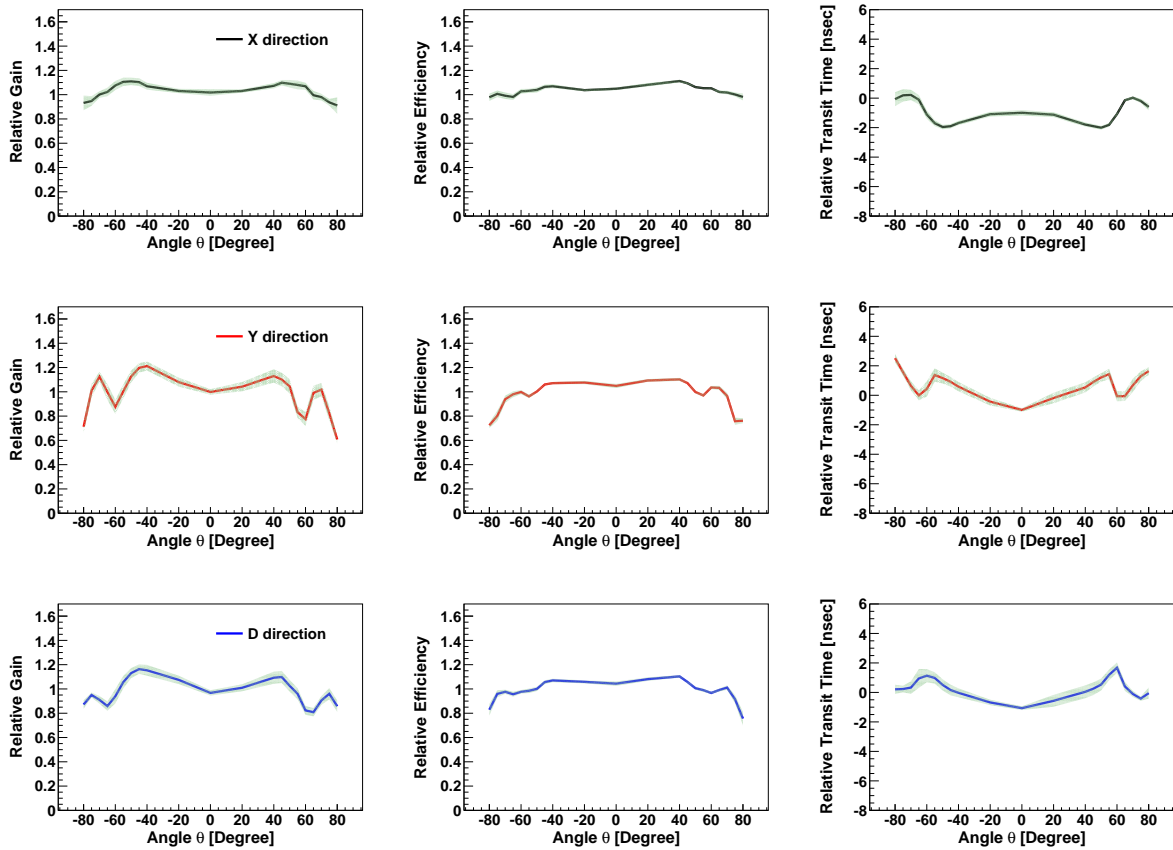 Relative Gain
1.6
1.4
1.2
1
0.8
0.6
0.4
0.2
0
X direction
-80 -60 -40 -20 0 20 40 60 80
Angle θ [Degree]
Relative Efficiency
1.6
1.4
1.2
1
0.8
0.6
0.4
0.2
0
-80 -60 -40 -20 0 20 40 60 80
Angle θ [Degree]
Relative Transit Time [nsec]
6
4
2
0
-2
-4
-6
-8
-80 -60 -40 -20 0 20 40 60 80
Angle θ [Degree]
Relative Gain
1.6
1.4
1.2
1
0.8
0.6
0.4
0.2
0
Y direction
-80 -60 -40 -20 0 20 40 60 80
Angle θ [Degree]
Relative Efficiency
1.6
1.4
1.2
1
0.8
0.6
0.4
0.2
0
-80 -60 -40 -20 0 20 40 60 80
Angle θ [Degree]
Relative Transit Time [nsec]
6
4
2
0
-2
-4
-6
-8
-80 -60 -40 -20 0 20 40 60 80
Angle θ [Degree]
Relative Gain
1.6
1.4
1.2
1
0.8
0.6
0.4
0.2
0
D direction
-80 -60 -40 -20 0 20 40 60 80
Angle θ [Degree]
Relative Efficiency
1.6
1.4
1.2
1
0.8
0.6
0.4
0.2
0
-80 -60 -40 -20 0 20 40 60 80
Angle θ [Degree]
Relative Transit Time [nsec]
6
4
2
0
-2
-4
-6
-8
-80 -60 -40 -20 0 20 40 60 80
Angle θ [Degree]